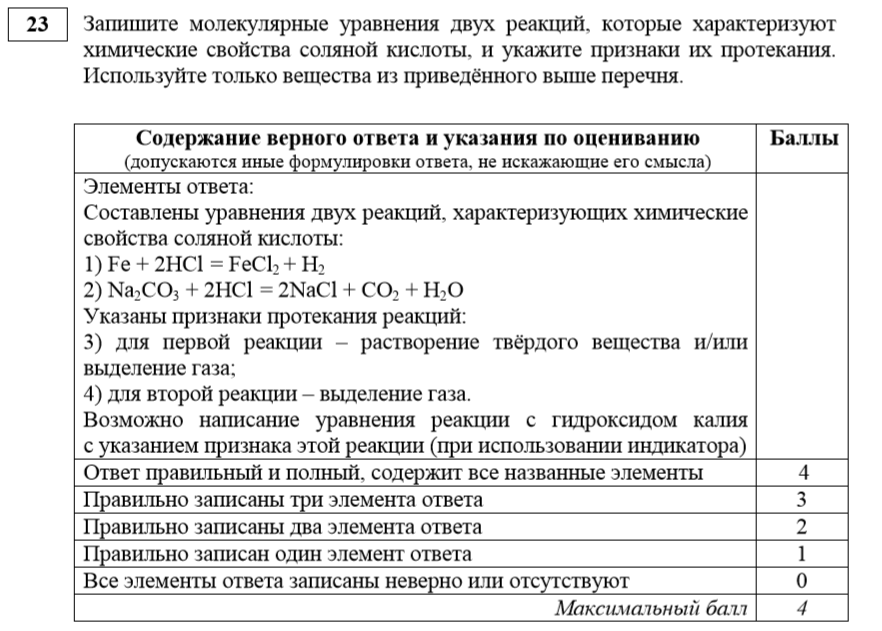 23 Запишите молекулярные уравнения двух реакций, которые характеризуют
химические свойства соляной кислоты, и укажите признаки их протекания.
Используйте только вещества из приведённого выше перечня.
Содержание верного ответа и указания по оцениванию Баллы
(допускаются иные формулировки ответа, не искажающие его смысла)
Элементы ответа:
Составлены уравнения двух реакций, характеризующих химические
свойства соляной кислоты:
1) Fe + 2HCl = FeCl₂ + H₂
2) Na₂CO₃ + 2HCl = 2NaCl + CO₂ + H₂O
Указаны признаки протекания реакций:
3) для первой реакции – растворение твёрдого вещества и/или
выделение газа;
4) для второй реакции – выделение газа.
Возможно написание уравнения реакции с гидроксидом калия
с указанием признака этой реакции (при использовании индикатора)
Ответ правильный и полный, содержит все названные элементы 4
Правильно записаны три элемента ответа 3
Правильно записаны два элемента ответа 2
Правильно записан один элемент ответа 1
Все элементы ответа записаны неверно или отсутствуют 0
Максимальный балл 4